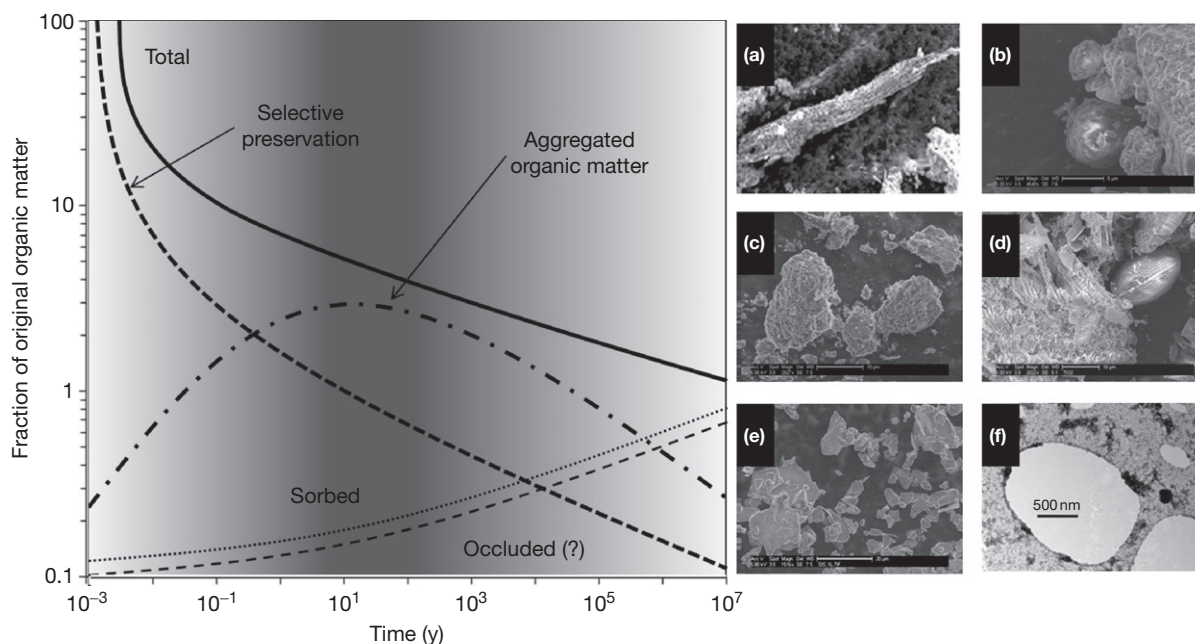 100
10
1
0.1
Fraction of original organic matter
Total
Selective
preservation
Aggregated
organic matter
Sorbed
Occluded (?)
10⁻³
10⁻¹
10¹
10³
10⁵
10⁷
Time (y)
(a)
(b)
(c)
(d)
(e)
(f)
500 nm